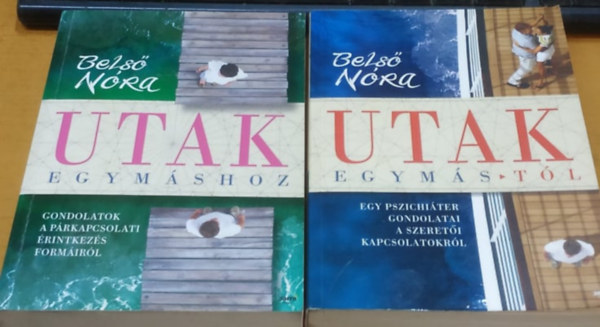 Belső
Nóra
UTAK
EGYMÁSHOZ
GONDOLATOK
A PÁRKAPCSOLATI
ÉRINTKEZÉS
FORMÁIRÓL
Belső
Nóra
UTAK
EGYMÁS▸TÓL
EGY PSZICHIÁTER
GONDOLATAI
A SZERETŐI
KAPCSOLATOKRÓL